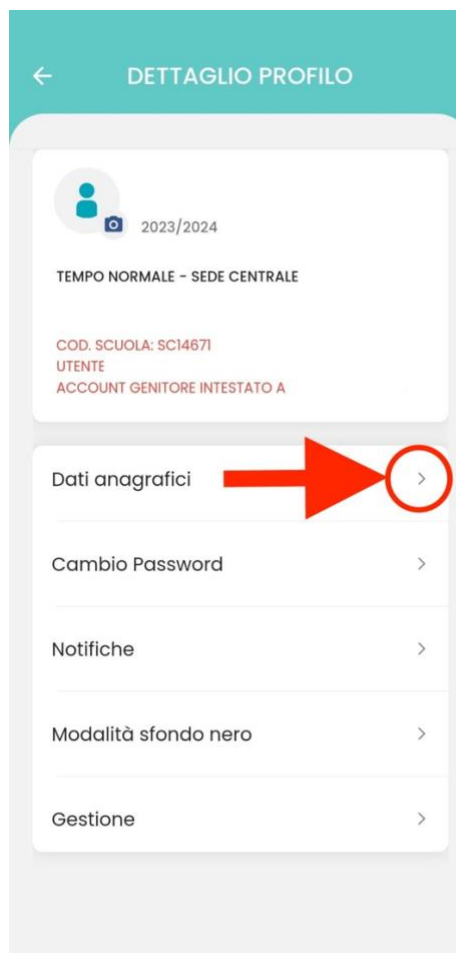 DETTAGLIO PROFILO
2023/2024
TEMPO NORMALE - SEDE CENTRALE
COD. SCUOLA: SC14671
UTENTE
ACCOUNT GENITORE INTESTATO A
Dati anagrafici
Cambio Password
Notifiche
Modalità sfondo nero
Gestione